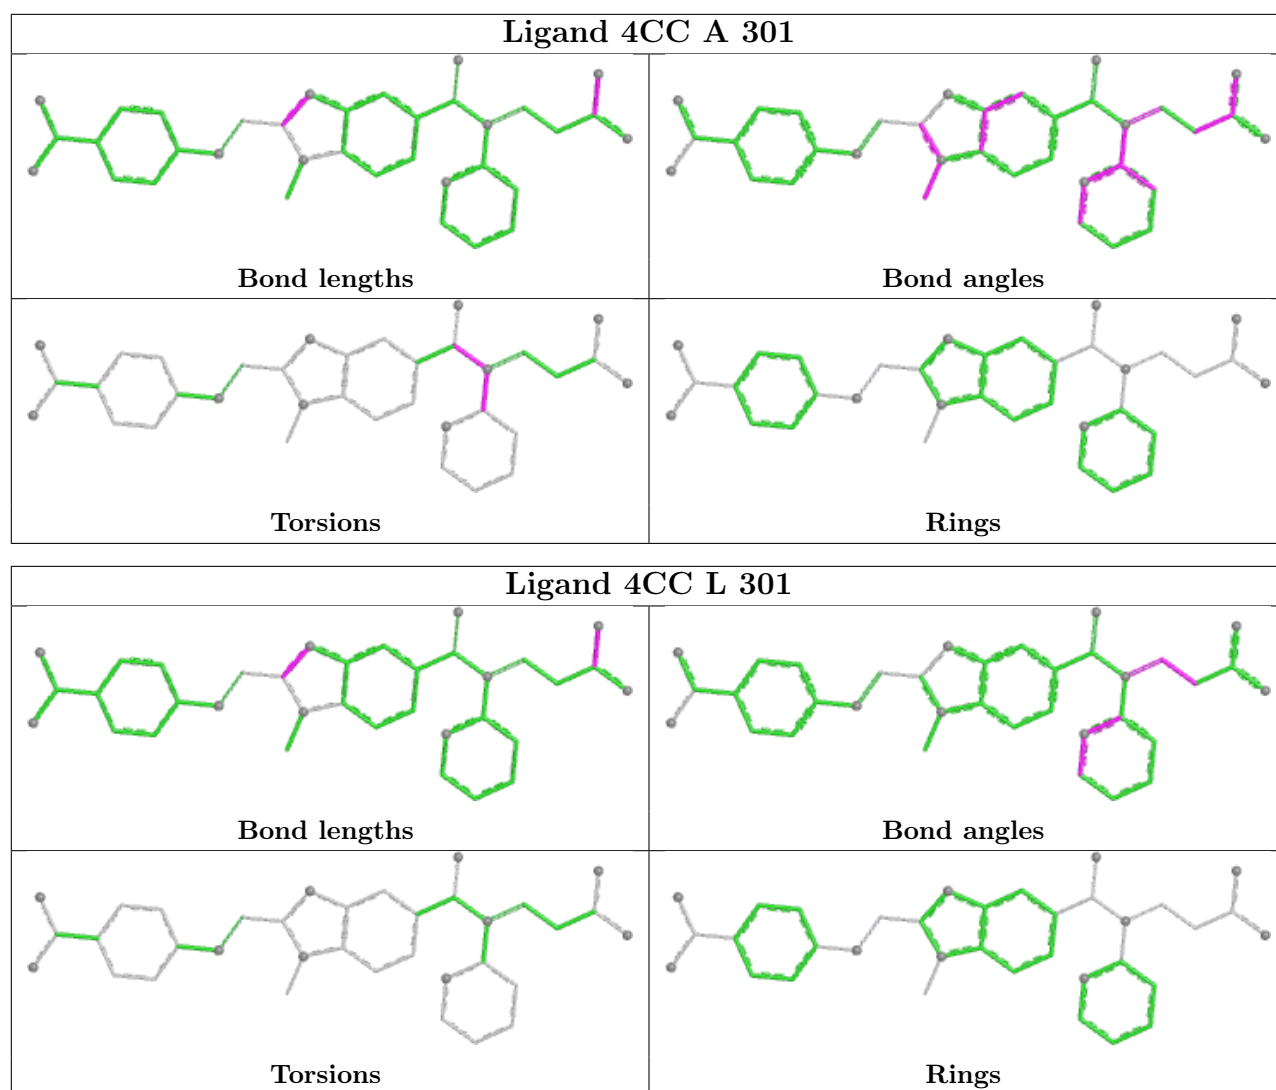 Ligand 4CC A 301
Bond lengths
Bond angles
Torsions
Rings
Ligand 4CC L 301
Bond lengths
Bond angles
Torsions
Rings